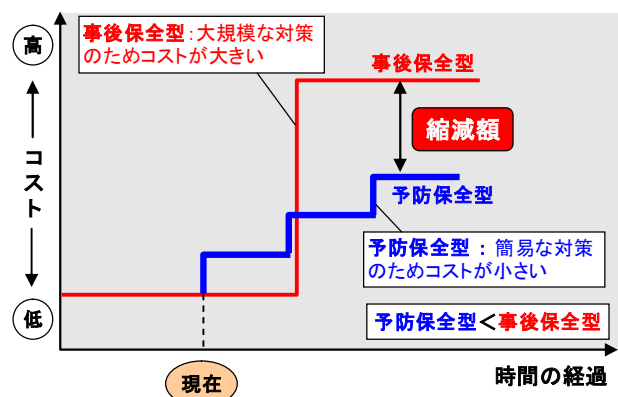 高
コスト
低
事後保全型：大規模な対策
のためコストが大きい
事後保全型
縮減額
予防保全型
予防保全型 ： 簡易な対策
のためコストが小さい
予防保全型＜事後保全型
現在
時間の経過